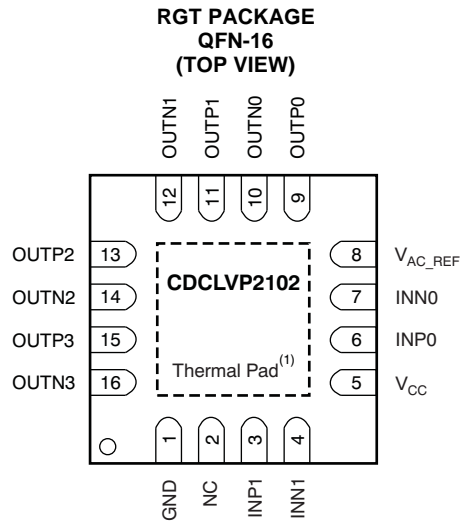 RGT PACKAGE
QFN-16
(TOP VIEW)
OUTN1
OUTP1
OUTN0
OUTP0
12
11
10
9
OUTP2 13
OUTN2 14
OUTP3 15
OUTN3 16
CDCLVP2102
Thermal Pad(1)
8 VAC_REF
7 INN0
6 INP0
5 VCC
1
2
3
4
GND
NC
INP1
INN1